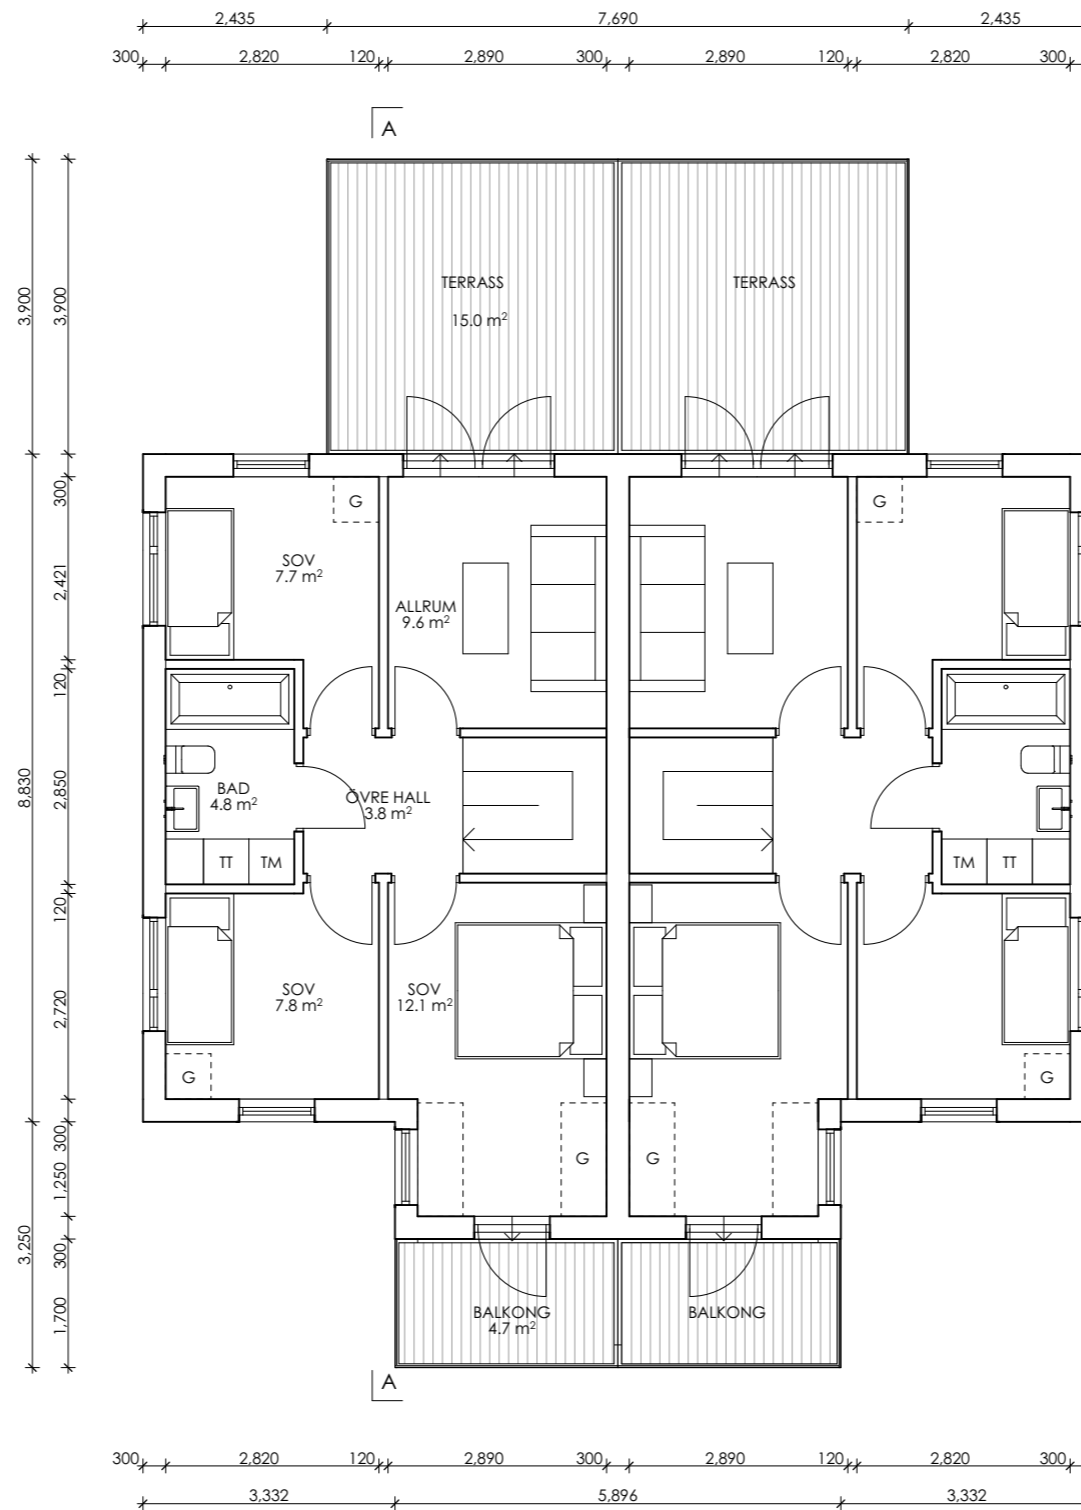 2,435 7,690 2,435
300 2,820 120 2,890 300 2,890 120 2,820 300
A
3,900 3,900
TERRASS TERRASS
15.0 m²
300
G G
SOV
7.7 m²
2,421
ALLRUM
9.6 m²
120
8,830 2,850
BAD
4.8 m²
ÖVRE HALL
3.8 m²
TT TM TM TT
120
SOV
7.8 m²
SOV
12.1 m²
2,720
G G
300
G G
1,250
3,250 300
1,700
BALKONG BALKONG
4.7 m²
A
300 2,820 120 2,890 300 2,890 120 2,820 300
3,332 5,896 3,332